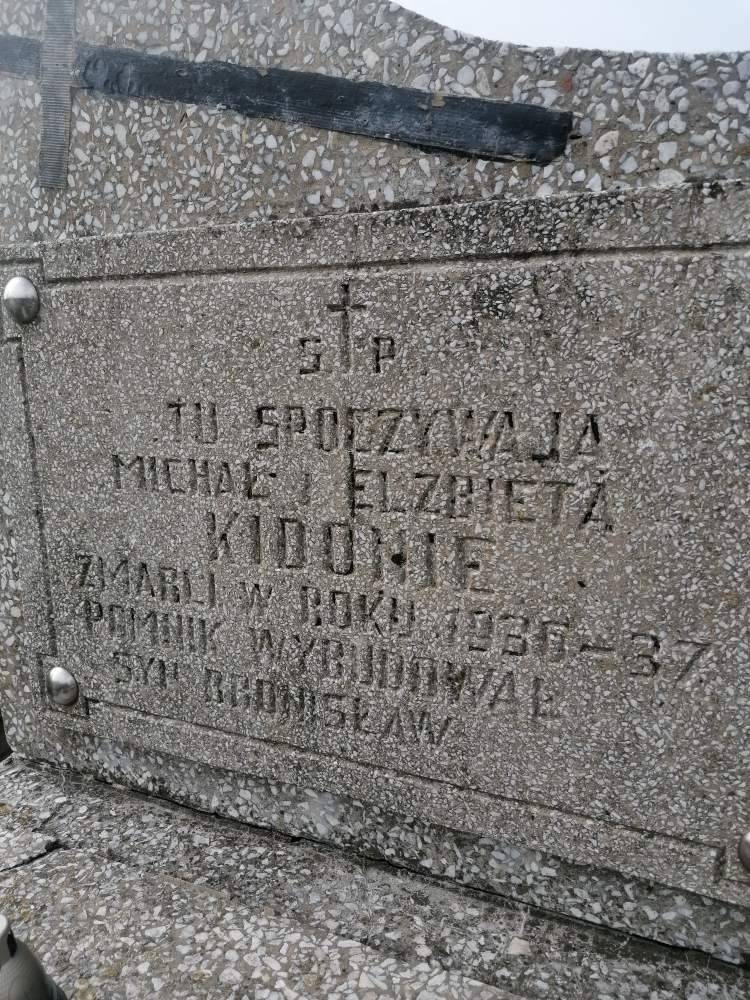 S P
TU SPOCZYWAJA
MICHAŁ I ELZBIETA
KIDONIE
ZMARLI W ROKU 1936-37
POMNIK WYBUDOWAŁ
SYN BRONISŁAW